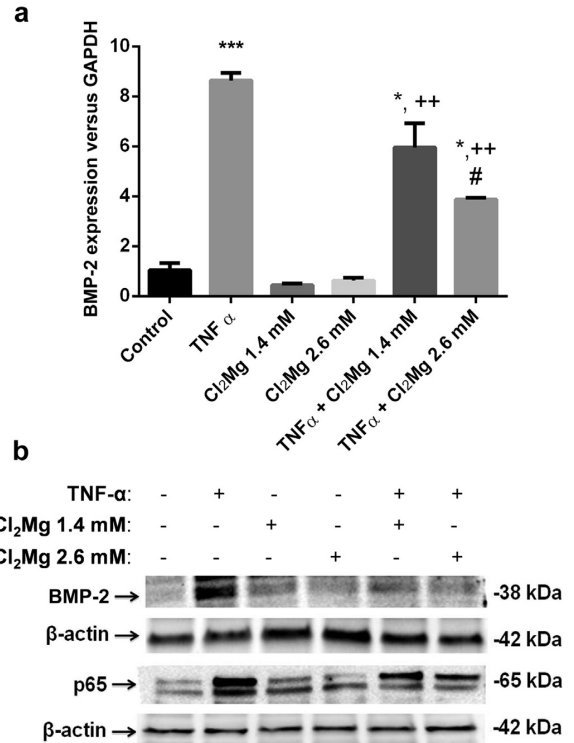 a
BMP-2 expression versus GAPDH
10
8
6
4
2
0
***
*, ++
*,++
#
Control
TNF α
Cl₂Mg 1.4 mM
Cl₂Mg 2.6 mM
TNFα + Cl₂Mg 1.4 mM
TNFα + Cl₂Mg 2.6 mM
b
TNF-α: - + - - + +
Cl₂Mg 1.4 mM: - - + - + -
Cl₂Mg 2.6 mM: - - - + - +
BMP-2 → -38 kDa
β-actin → -42 kDa
p65 → -65 kDa
β-actin → -42 kDa